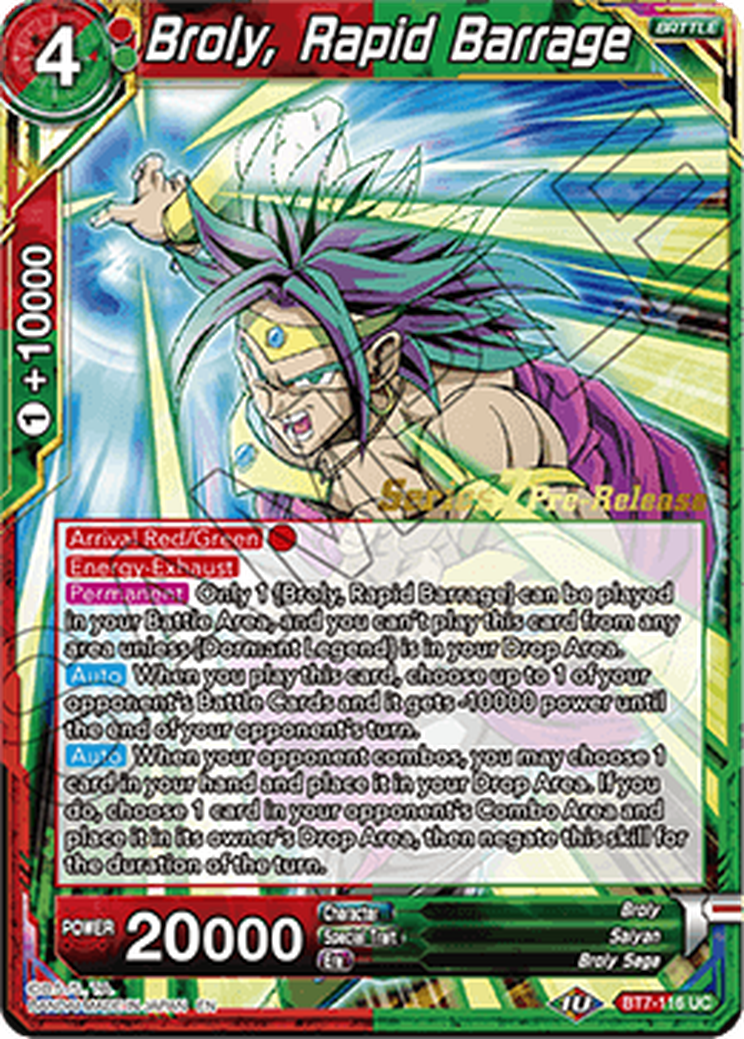 4
Broly, Rapid Barrage
BATTLE
1 +10000
SAMPLE
Series 7 Pre-Release
Arrival Red/Green
Energy-Exhaust
Permanent Only 1 {Broly, Rapid Barrage} can be played
in your Battle Area, and you can't play this card from any
area unless {Dormant Legend} is in your Drop Area.
Auto When you play this card, choose up to 1 of your
opponent's Battle Cards and it gets -10000 power until
the end of your opponent's turn.
Auto When your opponent combos, you may choose 1
card in your hand and place it in your Drop Area. If you
do, choose 1 card in your opponent's Combo Area and
place it in its owner's Drop Area, then negate this skill for
the duration of the turn.
POWER 20000
Character Broly
Special Trait Saiyan
Era Broly Saga
BANDAI MADE IN JAPAN EN
1U BT7-116 UC